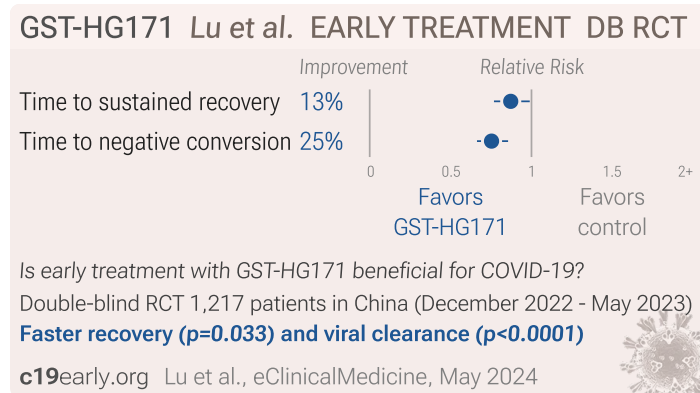 GST-HG171 Lu et al. EARLY TREATMENT DB RCT
Improvement Relative Risk
Time to sustained recovery 13%
Time to negative conversion 25%
0 0.5 1 1.5 2+
Favors GST-HG171
Favors control
Is early treatment with GST-HG171 beneficial for COVID-19?
Double-blind RCT 1,217 patients in China (December 2022 - May 2023)
Faster recovery (p=0.033) and viral clearance (p<0.0001)
c19early.org Lu et al., eClinicalMedicine, May 2024